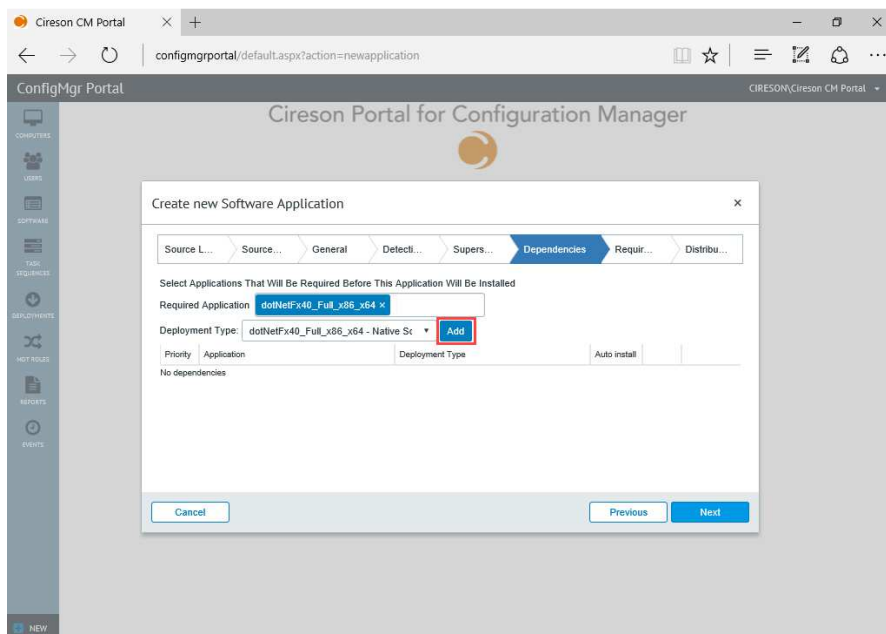 Cireson CM Portal
configmgrportal/default.aspx?action=newapplication
ConfigMgr Portal
CIRESON\Cireson CM Portal
Cireson Portal for Configuration Manager
COMPUTERS
USERS
SOFTWARE
TASK
SEQUENCES
DEPLOYMENTS
HOT ROLES
REPORTS
EVENTS
NEW
Create new Software Application ×
Source L... Source... General Detecti... Supers... Dependencies Requir... Distribu...
Select Applications That Will Be Required Before This Application Will Be Installed
Required Application dotNetFx40_Full_x86_x64 ×
Deployment Type: dotNetFx40_Full_x86_x64 - Native Sc Add
Priority Application Deployment Type Auto install
No dependencies
Cancel Previous Next